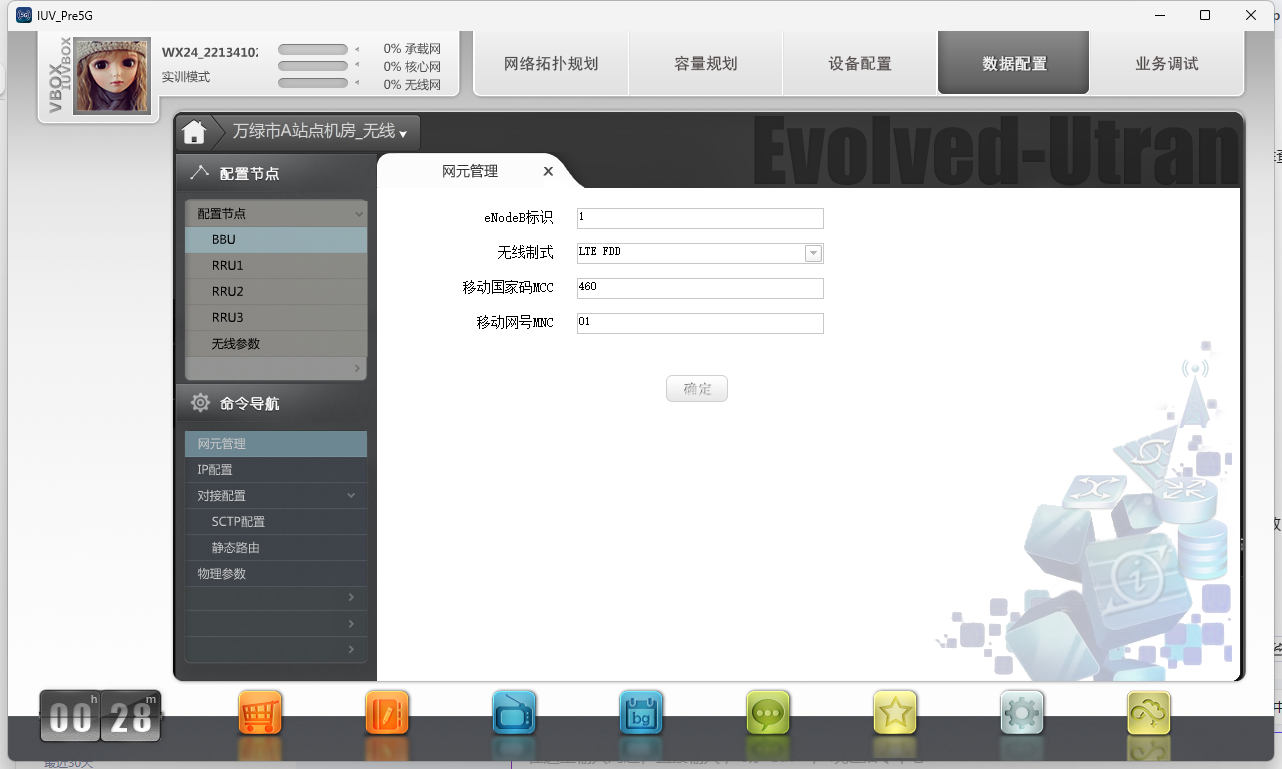 IUV_Pre5G
VBOX
IUVBOX
WX24_2213410
实训模式
0% 承载网
0% 核心网
0% 无线网
网络拓扑规划
容量规划
设备配置
数据配置
业务调试
万绿市A站点机房_无线
Evolved-Utran
配置节点
网元管理 x
配置节点
BBU
RRU1
RRU2
RRU3
无线参数
eNodeB标识 1
无线制式 LTE FDD
移动国家码MCC 460
移动网号MNC 01
确定
命令导航
网元管理
IP配置
对接配置
SCTP配置
静态路由
物理参数
00 h 28 m
bg
最近30天